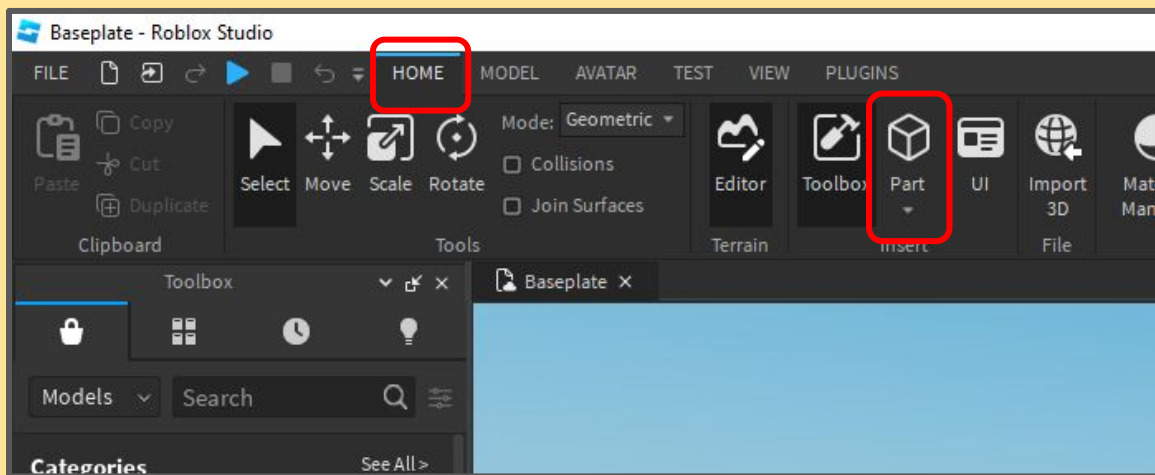 Baseplate - Roblox Studio
FILE HOME MODEL AVATAR TEST VIEW PLUGINS
Copy
Cut
Duplicate
Paste
Clipboard
Select Move Scale Rotate
Mode: Geometric
Collisions
Join Surfaces
Tools
Editor
Terrain
Toolbox Part UI
Insert
Import
3D
File
Toolbox
Baseplate
Models Search
Categories See All >